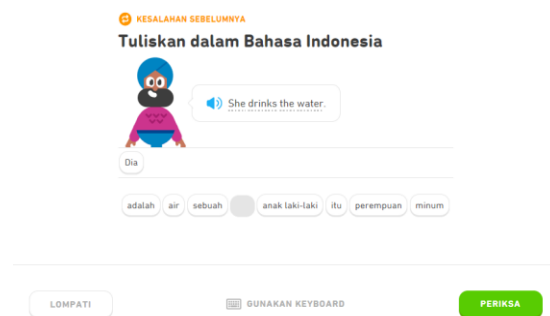 KESALAHAN SEBELUMNYA
Tuliskan dalam Bahasa Indonesia
She drinks the water.
Dia
adalah air sebuah anak laki-laki itu perempuan minum
LOMPATI GUNAKAN KEYBOARD PERIKSA